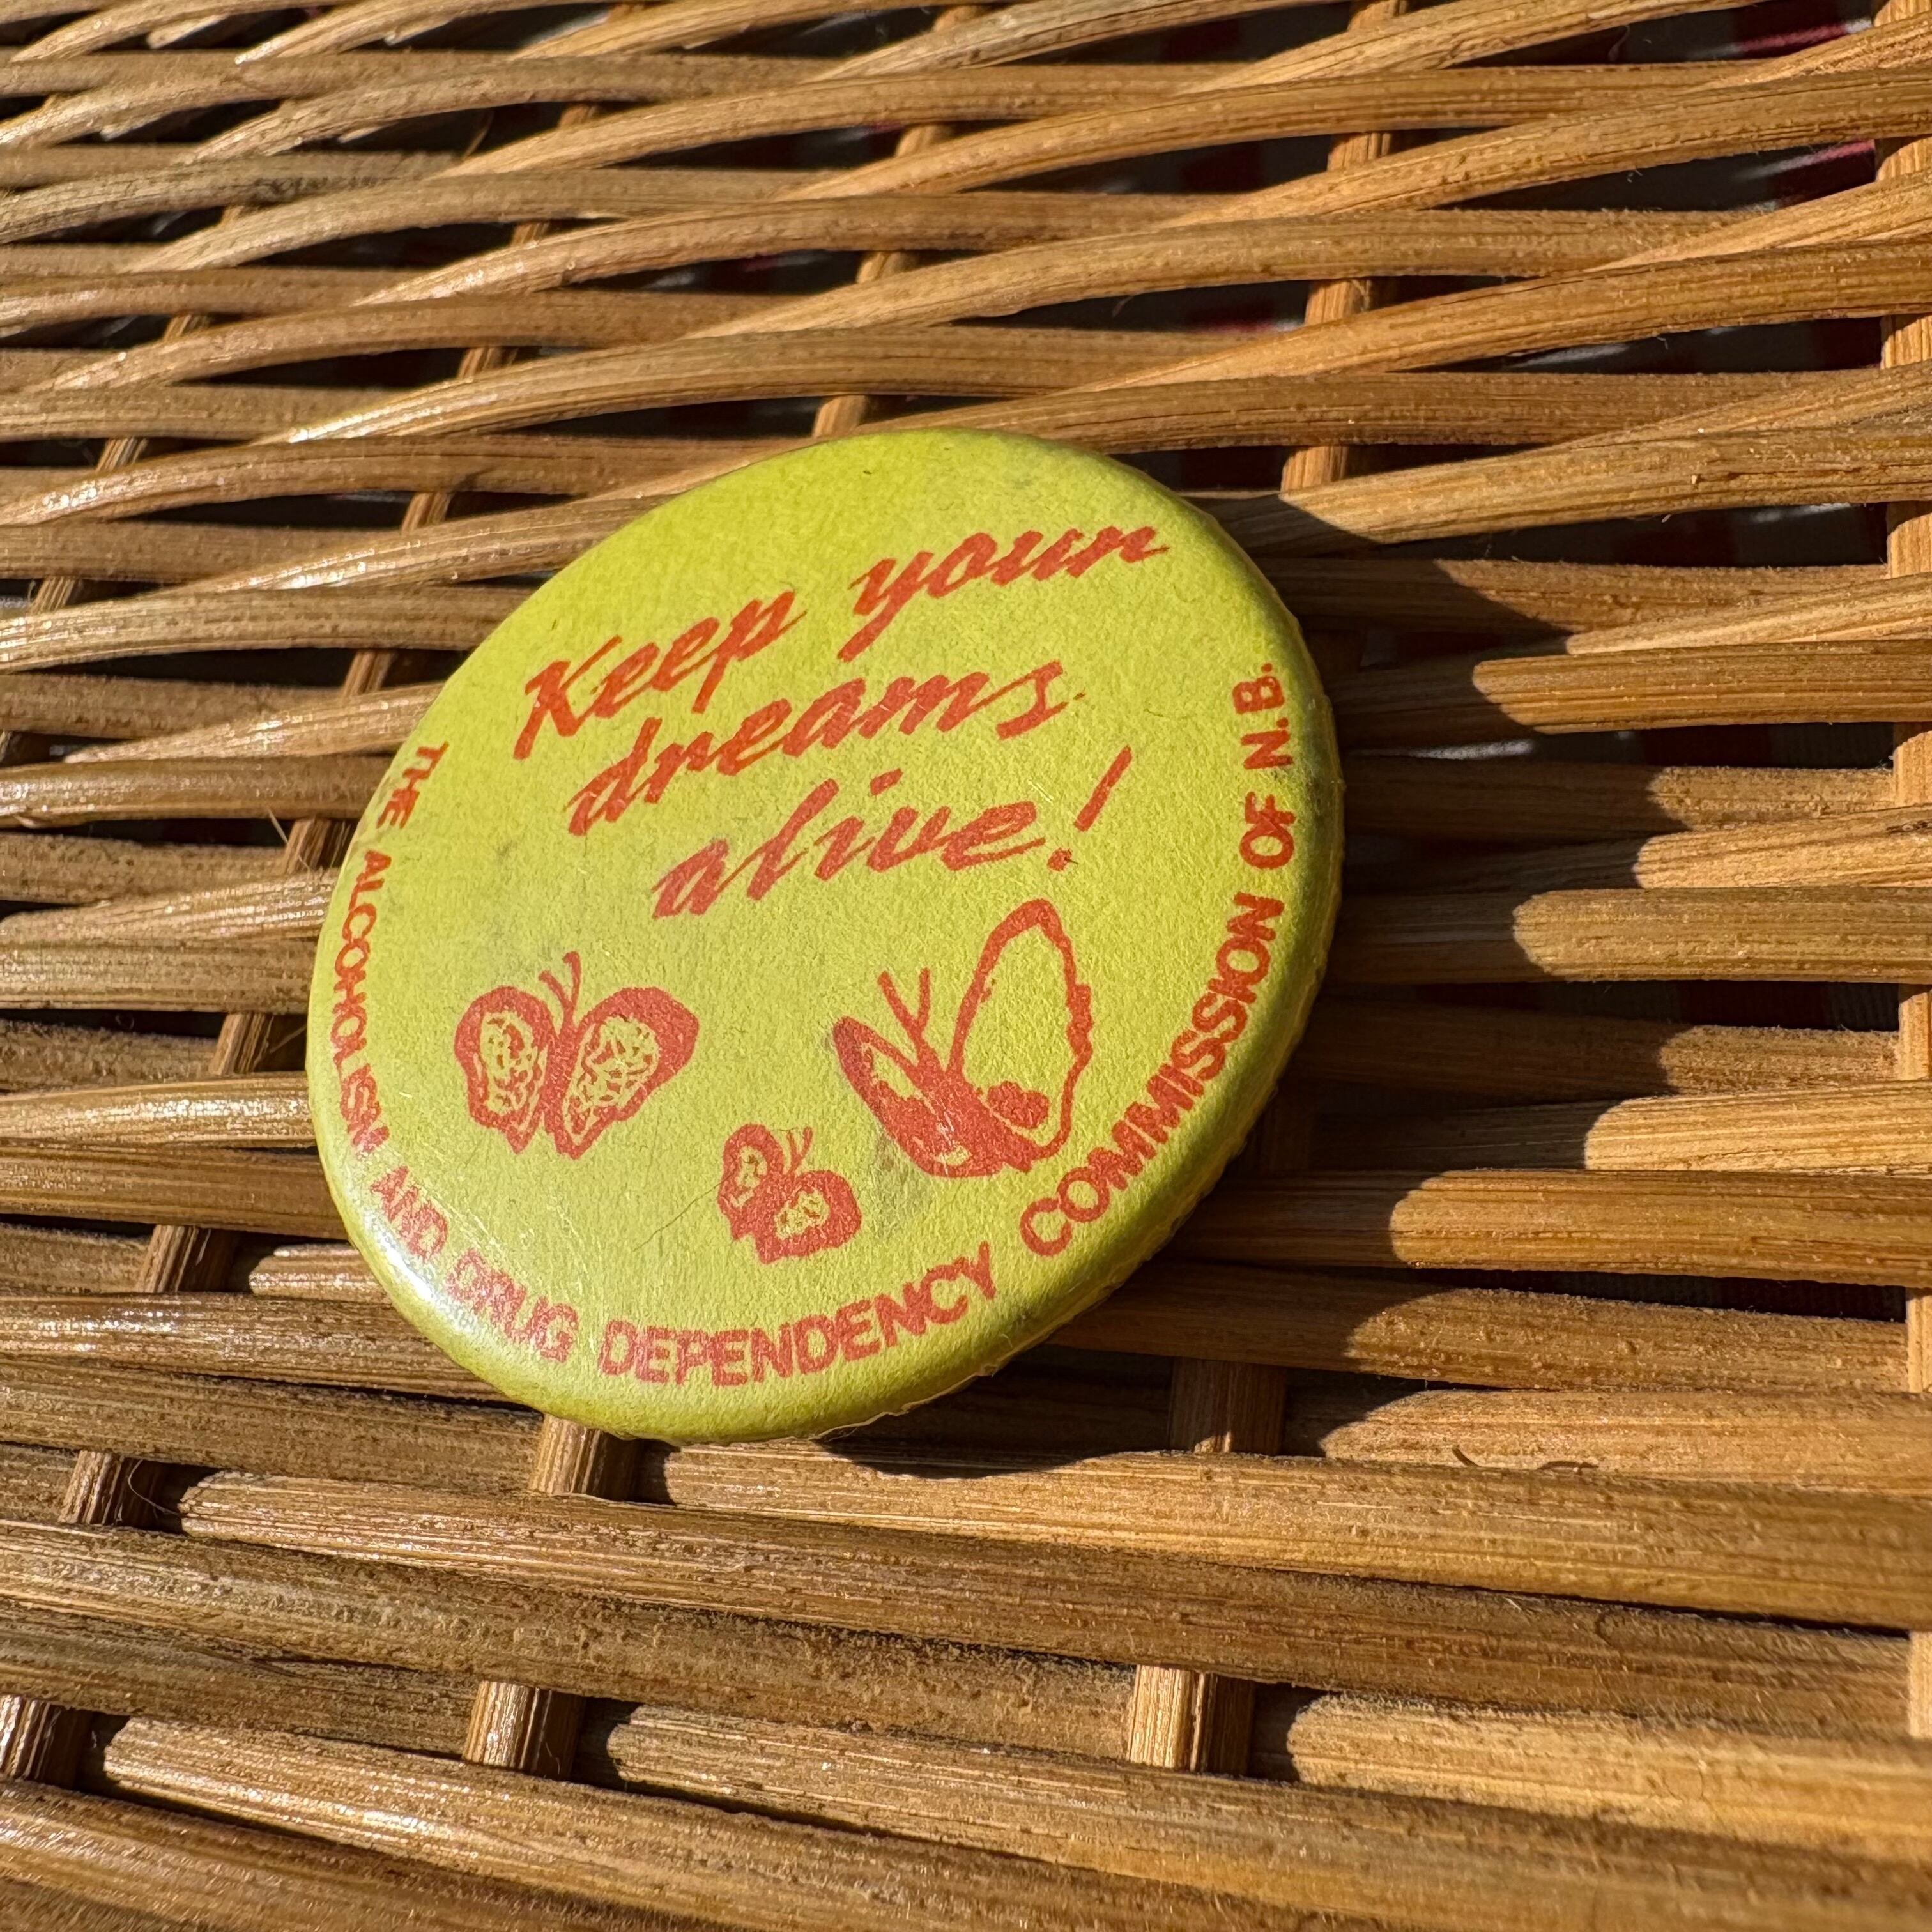 Keep your
dreams
alive!
THE ALCOHOLISM AND DRUG DEPENDENCY COMMISSION OF N.B.